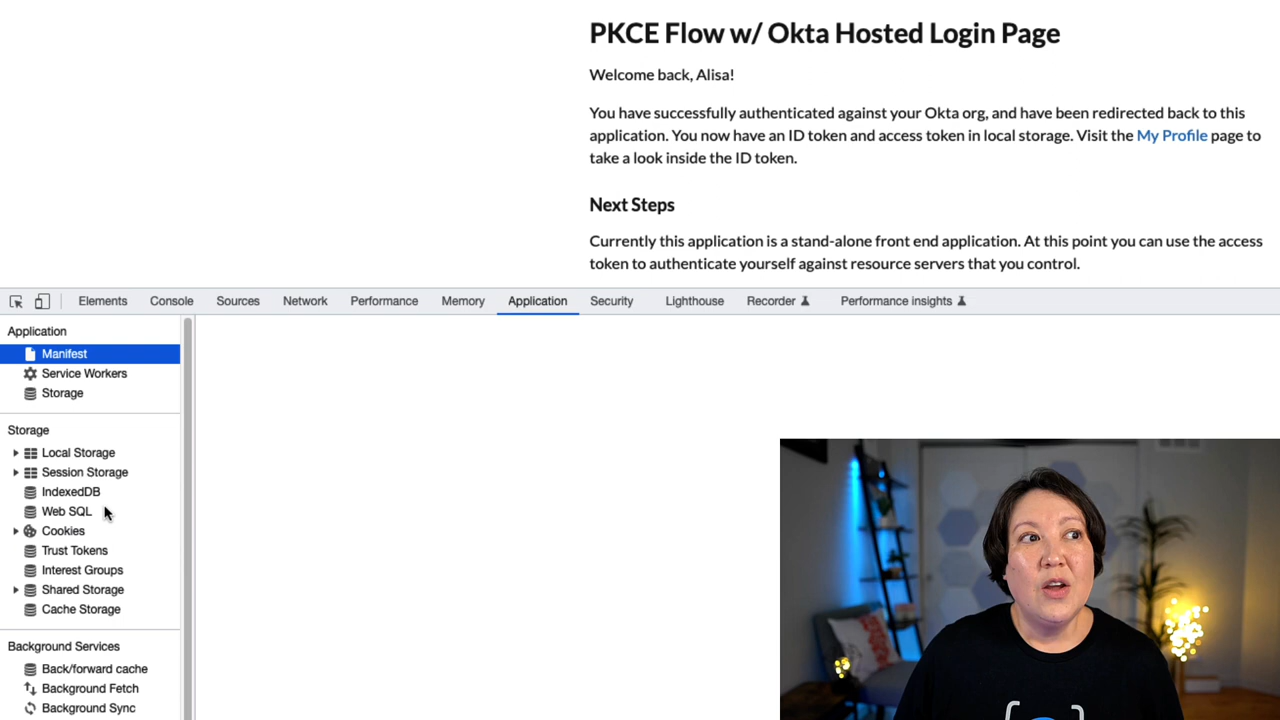 PKCE Flow w/ Okta Hosted Login Page
Welcome back, Alisa!
You have successfully authenticated against your Okta org, and have been redirected back to this
application. You now have an ID token and access token in local storage. Visit the My Profile page to
take a look inside the ID token.
Next Steps
Currently this application is a stand-alone front end application. At this point you can use the access
token to authenticate yourself against resource servers that you control.
Elements Console Sources Network Performance Memory Application Security Lighthouse Recorder Performance insights
Application
Manifest
Service Workers
Storage
Storage
Local Storage
Session Storage
IndexedDB
Web SQL
Cookies
Trust Tokens
Interest Groups
Shared Storage
Cache Storage
Background Services
Back/forward cache
Background Fetch
Background Sync